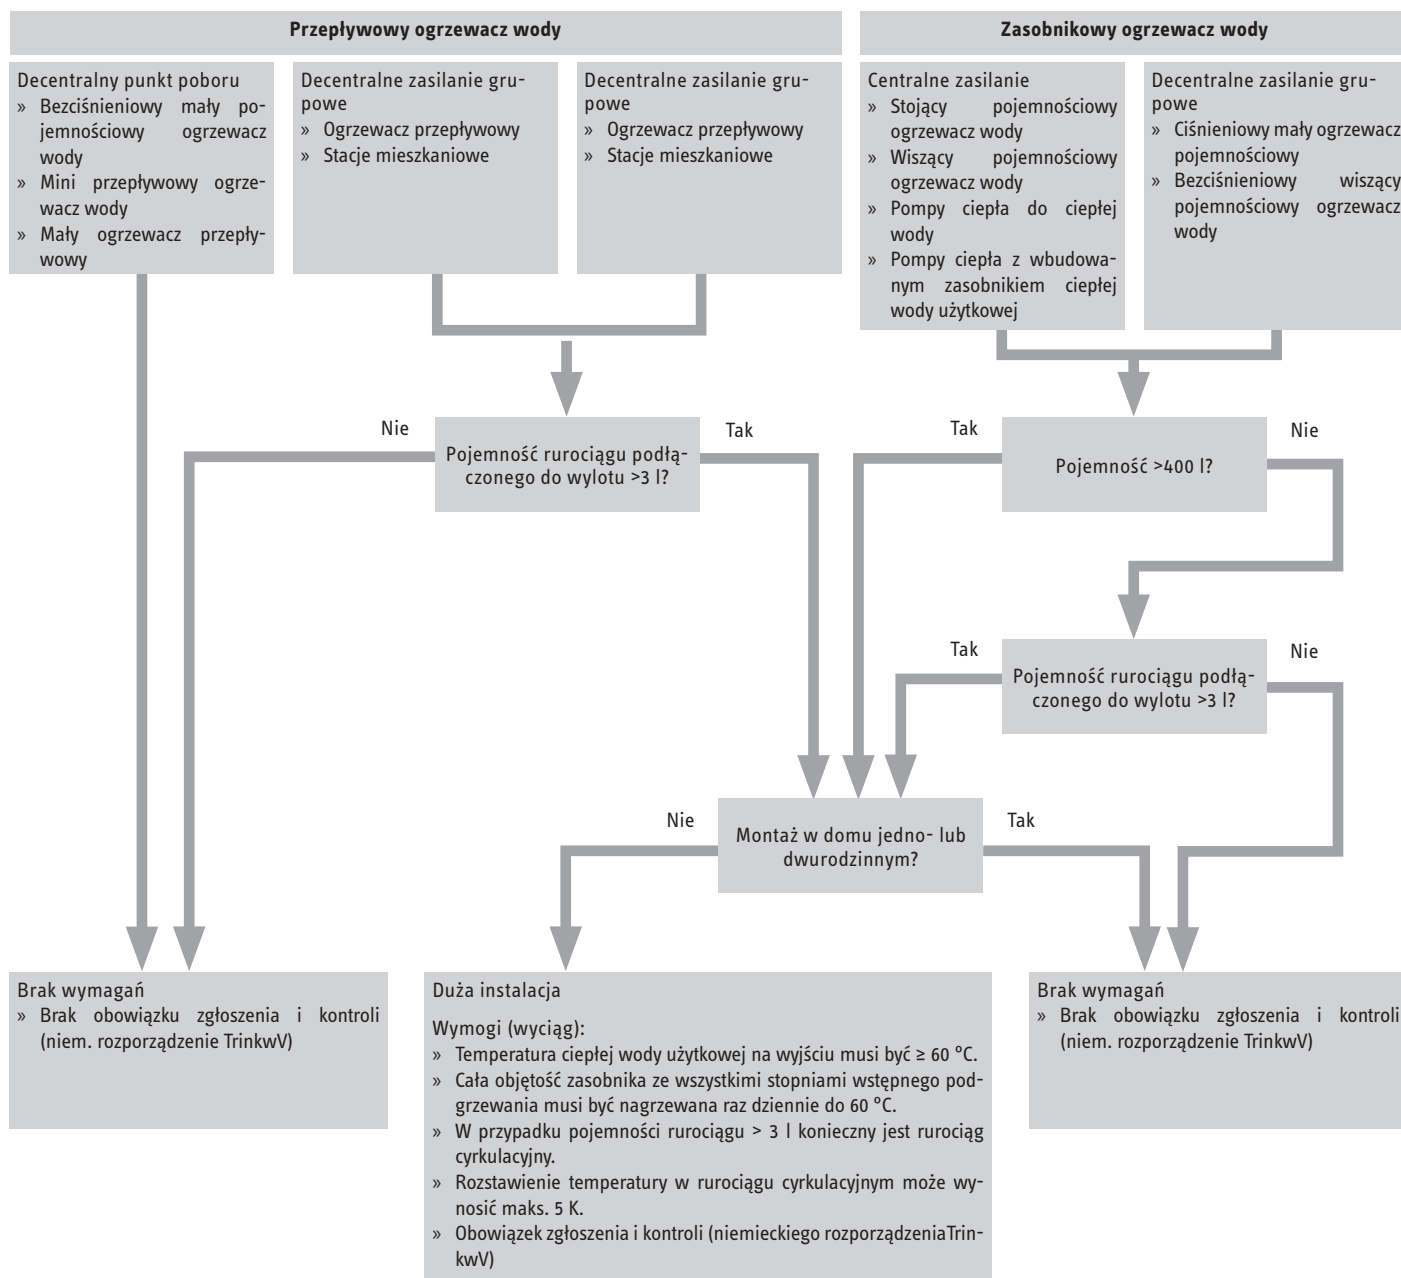 Przepływowy ogrzewacz wody
Zasobnikowy ogrzewacz wody
Decentralny punkt poboru
» Bezciśnieniowy mały po-
jemnościowy ogrzewacz
wody
» Mini przepływowy ogrze-
wacz wody
» Mały ogrzewacz przepły-
wowy
Decentralne zasilanie gru-
powe
» Ogrzewacz przepływowy
» Stacje mieszkaniowe
Decentralne zasilanie gru-
powe
» Ogrzewacz przepływowy
» Stacje mieszkaniowe
Centralne zasilanie
» Stojący pojemnościowy
ogrzewacz wody
» Wiszący pojemnościowy
ogrzewacz wody
» Pompy ciepła do ciepłej
wody
» Pompy ciepła z wbudowa-
nym zasobnikiem ciepłej
wody użytkowej
Decentralne zasilanie gru-
powe
» Ciśnieniowy mały ogrzewacz
pojemnościowy
» Bezciśnieniowy wiszący
pojemnościowy ogrzewacz
wody
Nie
Pojemność rurociągu podłą-
czonego do wylotu >3 l?
Tak
Tak
Pojemność >400 l?
Nie
Tak
Pojemność rurociągu podłą-
czonego do wylotu >3 l?
Nie
Nie
Montaż w domu jedno- lub
dwurodzinnym?
Tak
Brak wymagań
» Brak obowiązku zgłoszenia i kontroli
(niem. rozporządzenie TrinkwV)
Duża instalacja
Wymogi (wyciąg):
» Temperatura ciepłej wody użytkowej na wyjściu musi być ≥ 60 °C.
» Cała objętość zasobnika ze wszystkimi stopniami wstępnego pod-
grzewania musi być nagrzewana raz dziennie do 60 °C.
» W przypadku pojemności rurociągu > 3 l konieczny jest rurociąg
cyrkulacyjny.
» Rozstawienie temperatury w rurociągu cyrkulacyjnym może wy-
nosić maks. 5 K.
» Obowiązek zgłoszenia i kontroli (niemieckiego rozporządzeniaTrin-
kwV)
Brak wymagań
» Brak obowiązku zgłoszenia i kontroli
(niem. rozporządzenie TrinkwV)